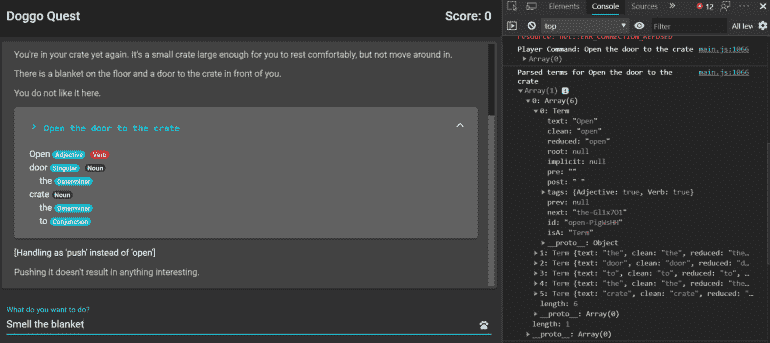 Doggo Quest
Score: 0
You're in your crate yet again. It's a small crate large enough for you to rest comfortably, but not move around in.
There is a blanket on the floor and a door to the crate in front of you.
You do not like it here.
> Open the door to the crate
Open Adjective Verb
door Singular Noun
the Determiner
crate Noun
the Determiner
to Conjunction
[Handling as 'push' instead of 'open']
Pushing it doesn't result in anything interesting.
What do you want to do?
Smell the blanket
Elements Console Sources » 12
top Filter All lev
Player Command: Open the door to the crate main.js:1066
▸ Array(0)
Parsed terms for Open the door to the crate main.js:1066
▾ Array(1)
▾ 0: Array(6)
▾ 0: Term
text: "Open"
clean: "open"
reduced: "open"
root: null
implicit: null
pre: ""
post: " "
▸ tags: {Adjective: true, Verb: true}
prev: null
next: "the-Gl1x7O1"
id: "open-PigWsHH"
isA: "Term"
▸ __proto__: Object
▸ 1: Term {text: "the", clean: "the", reduced: "the…
▸ 2: Term {text: "door", clean: "door", reduced: "d…
▸ 3: Term {text: "to", clean: "to", reduced: "to",
▸ 4: Term {text: "the", clean: "the", reduced: "the…
▸ 5: Term {text: "crate", clean: "crate", reduced: "…
length: 6
▸ __proto__: Array(0)
length: 1
▸ __proto__: Array(0)